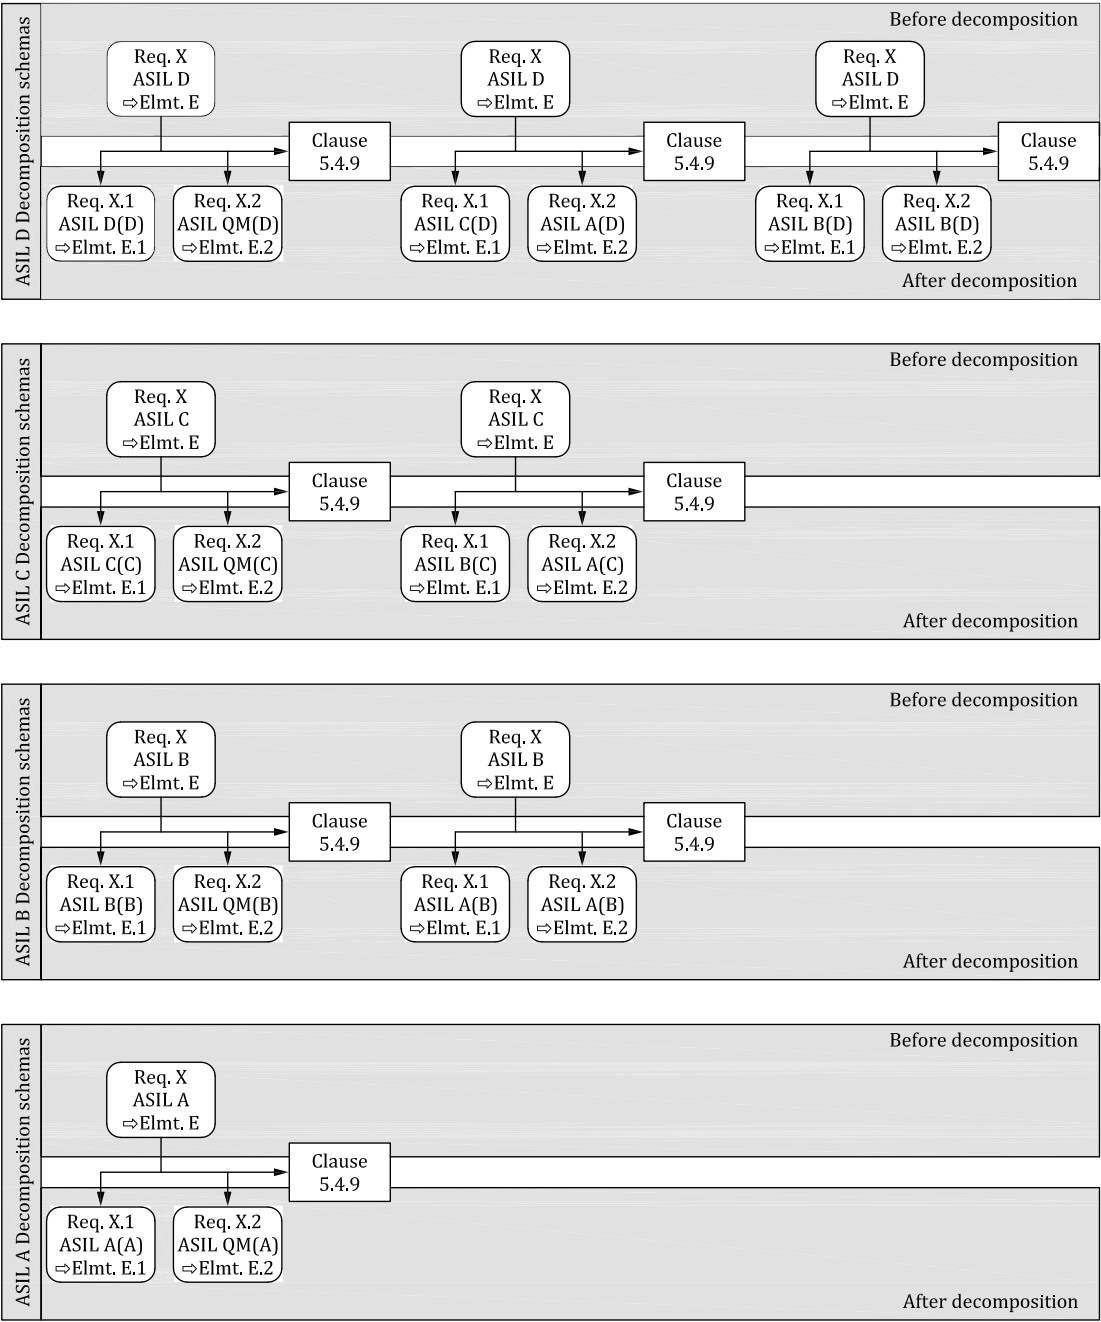 ASIL D Decomposition schemas
Before decomposition
Req. X
ASIL D
⇨Elmt. E
Req. X
ASIL D
⇨Elmt. E
Req. X
ASIL D
⇨Elmt. E
Clause
5.4.9
Clause
5.4.9
Clause
5.4.9
Req. X.1
ASIL D(D)
⇨Elmt. E.1
Req. X.2
ASIL QM(D)
⇨Elmt. E.2
Req. X.1
ASIL C(D)
⇨Elmt. E.1
Req. X.2
ASIL A(D)
⇨Elmt. E.2
Req. X.1
ASIL B(D)
⇨Elmt. E.1
Req. X.2
ASIL B(D)
⇨Elmt. E.2
After decomposition
ASIL C Decomposition schemas
Before decomposition
Req. X
ASIL C
⇨Elmt. E
Req. X
ASIL C
⇨Elmt. E
Clause
5.4.9
Clause
5.4.9
Req. X.1
ASIL C(C)
⇨Elmt. E.1
Req. X.2
ASIL QM(C)
⇨Elmt. E.2
Req. X.1
ASIL B(C)
⇨Elmt. E.1
Req. X.2
ASIL A(C)
⇨Elmt. E.2
After decomposition
ASIL B Decomposition schemas
Before decomposition
Req. X
ASIL B
⇨Elmt. E
Req. X
ASIL B
⇨Elmt. E
Clause
5.4.9
Clause
5.4.9
Req. X.1
ASIL B(B)
⇨Elmt. E.1
Req. X.2
ASIL QM(B)
⇨Elmt. E.2
Req. X.1
ASIL A(B)
⇨Elmt. E.1
Req. X.2
ASIL A(B)
⇨Elmt. E.2
After decomposition
ASIL A Decomposition schemas
Before decomposition
Req. X
ASIL A
⇨Elmt. E
Clause
5.4.9
Req. X.1
ASIL A(A)
⇨Elmt. E.1
Req. X.2
ASIL QM(A)
⇨Elmt. E.2
After decomposition